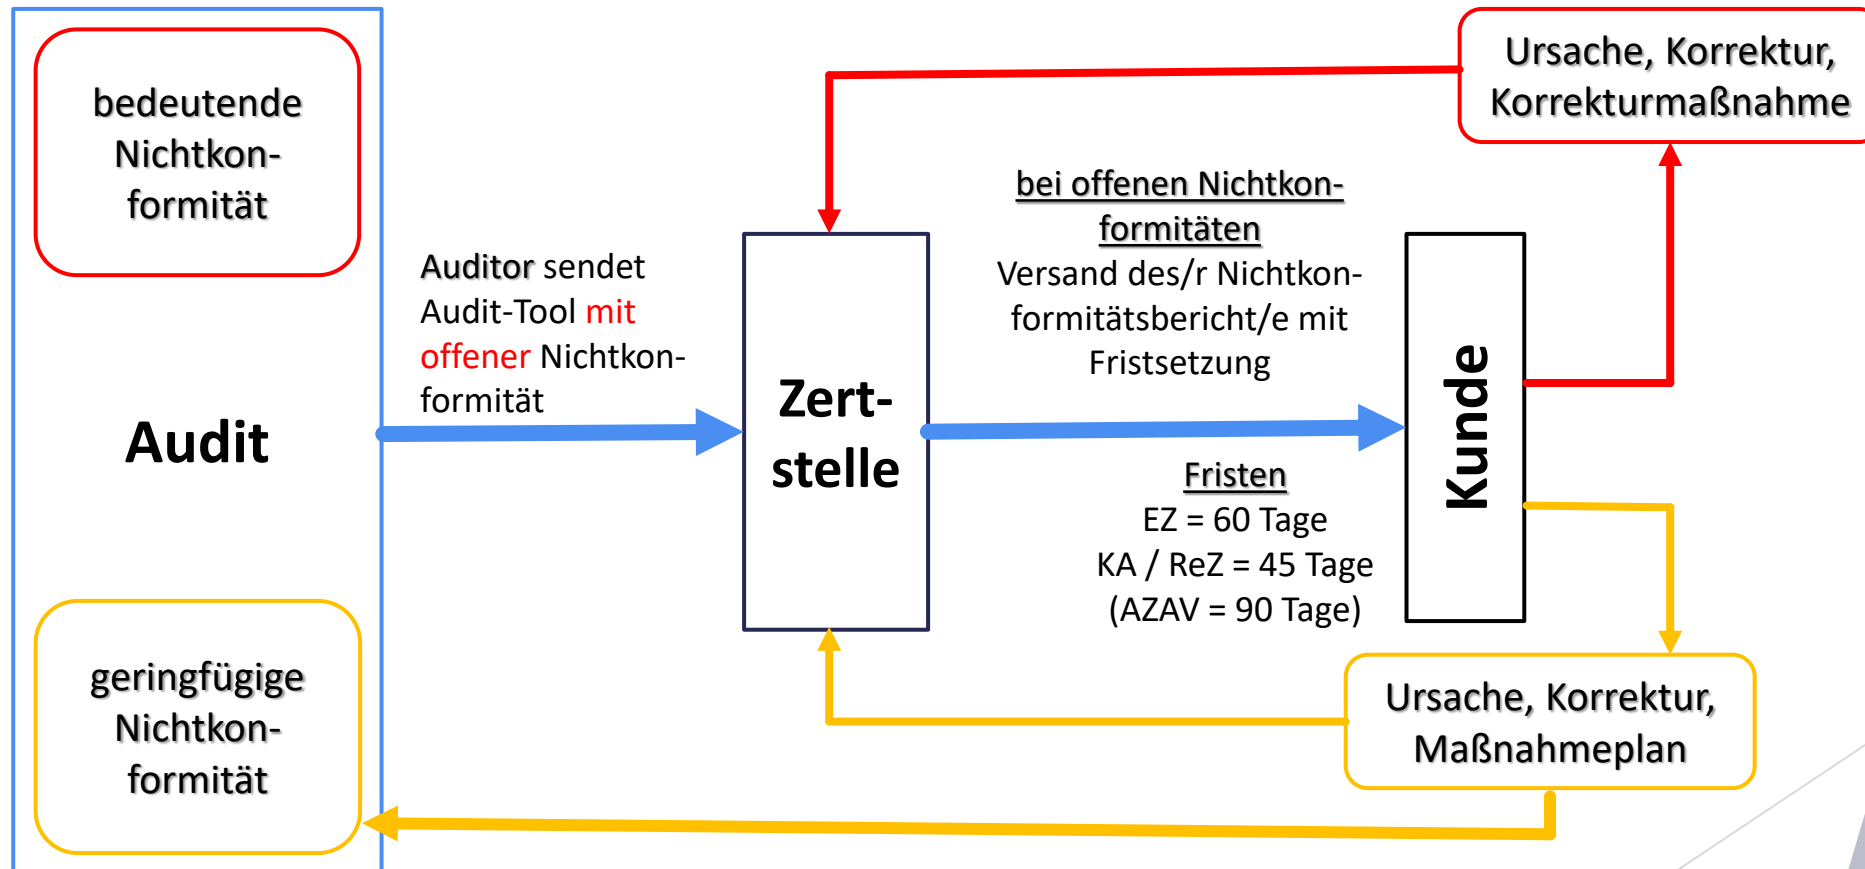 bedeutende
Nichtkon-
formität
Audit
geringfügige
Nichtkon-
formität
Auditor sendet
Audit-Tool mit
offener Nichtkon-
formität
Zert-
stelle
bei offenen Nichtkon-
formitäten
Versand des/r Nichtkon-
formitätsbericht/e mit
Fristsetzung
Fristen
EZ = 60 Tage
KA / ReZ = 45 Tage
(AZAV = 90 Tage)
Kunde
Ursache, Korrektur,
Korrekturmaßnahme
Ursache, Korrektur,
Maßnahmeplan